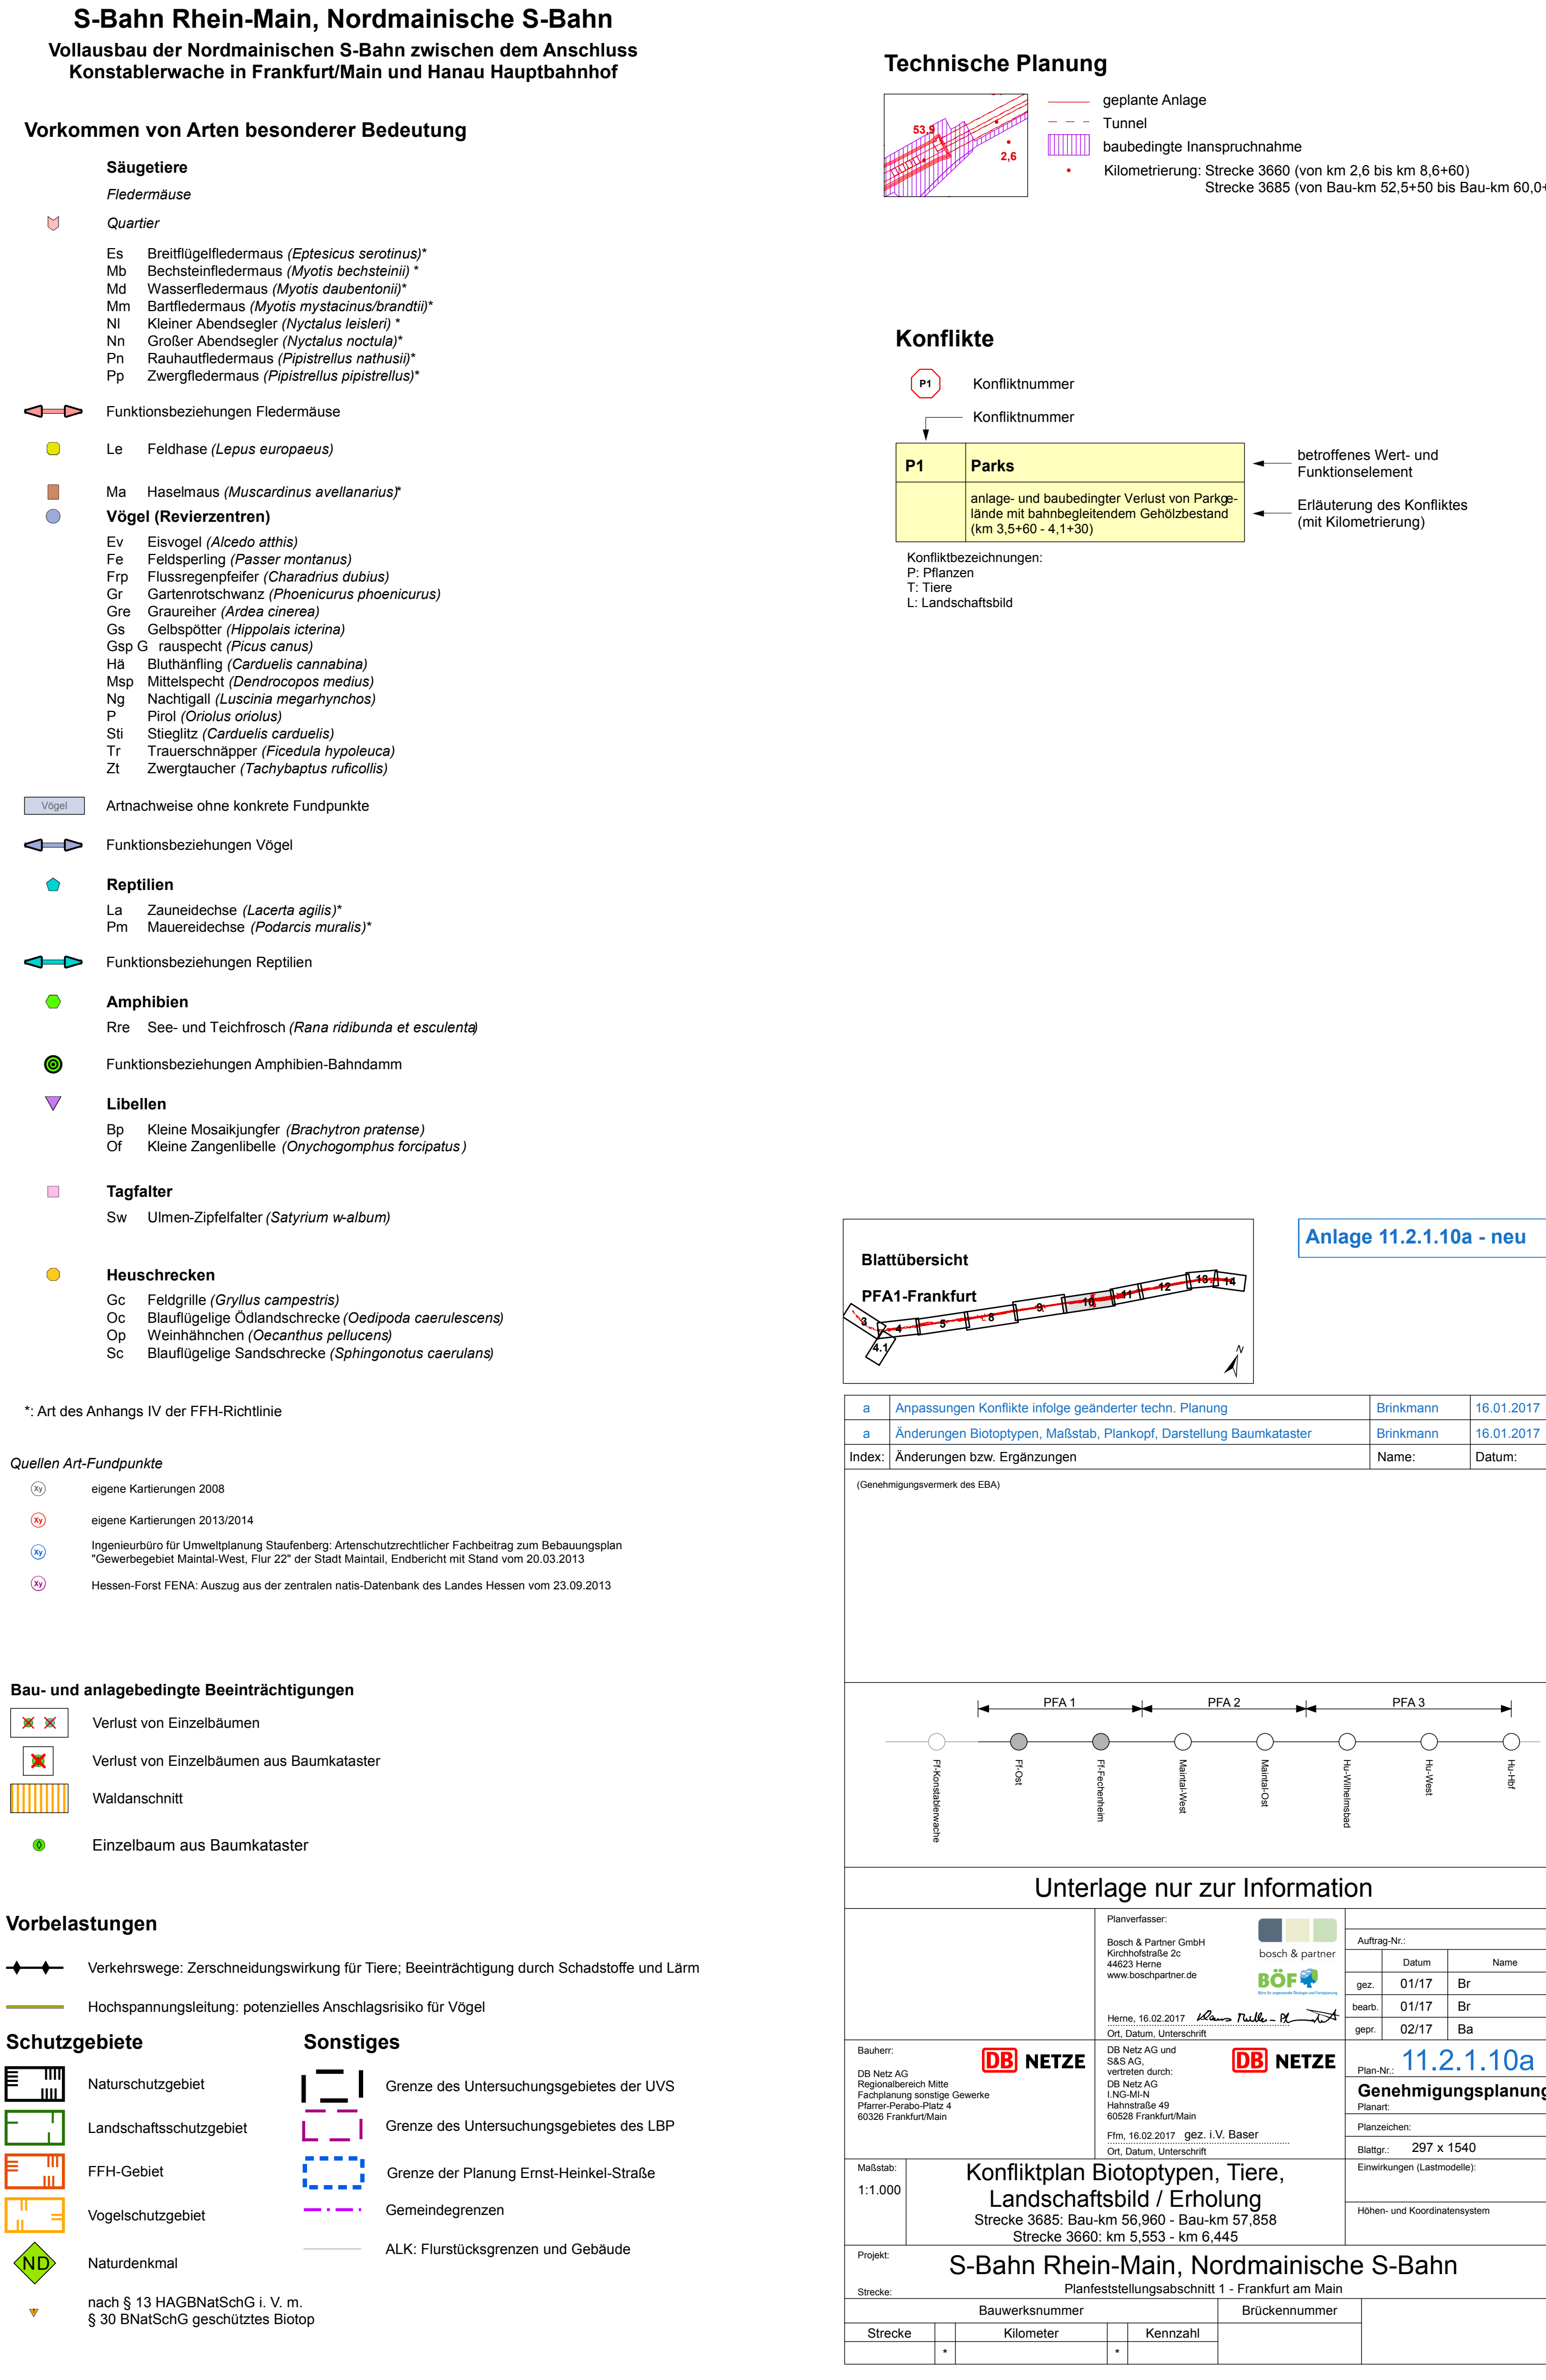 S-Bahn Rhein-Main, Nordmainische S-Bahn
Vollausbau der Nordmainischen S-Bahn zwischen dem Anschluss
Konstablerwache in Frankfurt/Main und Hanau Hauptbahnhof
Vorkommen von Arten besonderer Bedeutung
Säugetiere
Fledermäuse
Quartier
Es Breitflügelfledermaus (Eptesicus serotinus)*
Mb Bechsteinfledermaus (Myotis bechsteinii) *
Md Wasserfledermaus (Myotis daubentonii)*
Mm Bartfledermaus (Myotis mystacinus/brandtii)*
Nl Kleiner Abendsegler (Nyctalus leisleri) *
Nn Großer Abendsegler (Nyctalus noctula)*
Pn Rauhautfledermaus (Pipistrellus nathusii)*
Pp Zwergfledermaus (Pipistrellus pipistrellus)*
Funktionsbeziehungen Fledermäuse
Le Feldhase (Lepus europaeus)
Ma Haselmaus (Muscardinus avellanarius)*
Vögel (Revierzentren)
Ev Eisvogel (Alcedo atthis)
Fe Feldsperling (Passer montanus)
Frp Flussregenpfeifer (Charadrius dubius)
Gr Gartenrotschwanz (Phoenicurus phoenicurus)
Gre Graureiher (Ardea cinerea)
Gs Gelbspötter (Hippolais icterina)
Gsp G rauspecht (Picus canus)
Hä Bluthänfling (Carduelis cannabina)
Msp Mittelspecht (Dendrocopos medius)
Ng Nachtigall (Luscinia megarhynchos)
P Pirol (Oriolus oriolus)
Sti Stieglitz (Carduelis carduelis)
Tr Trauerschnäpper (Ficedula hypoleuca)
Zt Zwergtaucher (Tachybaptus ruficollis)
Vögel Artnachweise ohne konkrete Fundpunkte
Funktionsbeziehungen Vögel
Reptilien
La Zauneidechse (Lacerta agilis)*
Pm Mauereidechse (Podarcis muralis)*
Funktionsbeziehungen Reptilien
Amphibien
Rre See- und Teichfrosch (Rana ridibunda et esculenta)
Funktionsbeziehungen Amphibien-Bahndamm
Libellen
Bp Kleine Mosaikjungfer (Brachytron pratense)
Of Kleine Zangenlibelle (Onychogomphus forcipatus)
Tagfalter
Sw Ulmen-Zipfelfalter (Satyrium w-album)
Heuschrecken
Gc Feldgrille (Gryllus campestris)
Oc Blauflügelige Ödlandschrecke (Oedipoda caerulescens)
Op Weinhähnchen (Oecanthus pellucens)
Sc Blauflügelige Sandschrecke (Sphingonotus caerulans)
*: Art des Anhangs IV der FFH-Richtlinie
Quellen Art-Fundpunkte
Xy eigene Kartierungen 2008
Xy eigene Kartierungen 2013/2014
Xy Ingenieurbüro für Umweltplanung Staufenberg: Artenschutzrechtlicher Fachbeitrag zum Bebauungsplan
"Gewerbegebiet Maintal-West, Flur 22" der Stadt Maintail, Endbericht mit Stand vom 20.03.2013
Xy Hessen-Forst FENA: Auszug aus der zentralen natis-Datenbank des Landes Hessen vom 23.09.2013
Bau- und anlagebedingte Beeinträchtigungen
Verlust von Einzelbäumen
Verlust von Einzelbäumen aus Baumkataster
Waldanschnitt
Einzelbaum aus Baumkataster
Vorbelastungen
Verkehrswege: Zerschneidungswirkung für Tiere; Beeinträchtigung durch Schadstoffe und Lärm
Hochspannungsleitung: potenzielles Anschlagsrisiko für Vögel
Schutzgebiete
Naturschutzgebiet
Landschaftsschutzgebiet
FFH-Gebiet
Vogelschutzgebiet
ND Naturdenkmal
nach § 13 HAGBNatSchG i. V. m.
§ 30 BNatSchG geschütztes Biotop
Sonstiges
Grenze des Untersuchungsgebietes der UVS
Grenze des Untersuchungsgebietes des LBP
Grenze der Planung Ernst-Heinkel-Straße
Gemeindegrenzen
ALK: Flurstücksgrenzen und Gebäude
Technische Planung
53,9
2,6
geplante Anlage
Tunnel
baubedingte Inanspruchnahme
Kilometrierung: Strecke 3660 (von km 2,6 bis km 8,6+60)
Strecke 3685 (von Bau-km 52,5+50 bis Bau-km 60,0+
Konflikte
P1 Konfliktnummer
Konfliktnummer
P1 Parks
betroffenes Wert- und
Funktionselement
anlage- und baubedingter Verlust von Parkge-
lände mit bahnbegleitendem Gehölzbestand
(km 3,5+60 - 4,1+30)
Erläuterung des Konfliktes
(mit Kilometrierung)
Konfliktbezeichnungen:
P: Pflanzen
T: Tiere
L: Landschaftsbild
Anlage 11.2.1.10a - neu
Blattübersicht
PFA1-Frankfurt
3 4 4.1 5 8 9 10 11 12 13 14
N
a Anpassungen Konflikte infolge geänderter techn. Planung Brinkmann 16.01.2017
a Änderungen Biotoptypen, Maßstab, Plankopf, Darstellung Baumkataster Brinkmann 16.01.2017
Index: Änderungen bzw. Ergänzungen Name: Datum:
(Genehmigungsvermerk des EBA)
PFA 1 PFA 2 PFA 3
Ff-Konstablerwache
Ff-Ost
Ff-Fechenheim
Maintal-West
Maintal-Ost
Hu-Wilhelmsbad
Hu-West
Hu-Hbf
Unterlage nur zur Information
Planverfasser:
Bosch & Partner GmbH
Kirchhofstraße 2c
44623 Herne
www.boschpartner.de
bosch & partner
BÖF
Büro für angewandte Ökologie und Forstplanung
Herne, 16.02.2017
Ort, Datum, Unterschrift
Auftrag-Nr.:
Datum Name
gez. 01/17 Br
bearb. 01/17 Br
gepr. 02/17 Ba
Bauherr:
DB NETZE
DB Netz AG
Regionalbereich Mitte
Fachplanung sonstige Gewerke
Pfarrer-Perabo-Platz 4
60326 Frankfurt/Main
DB Netz AG und
S&S AG,
vertreten durch:
DB Netz AG
I.NG-MI-N
Hahnstraße 49
60528 Frankfurt/Main
DB NETZE
Ffm, 16.02.2017 gez. i.V. Baser
Ort, Datum, Unterschrift
Plan-Nr.: 11.2.1.10a
Genehmigungsplanung
Planart:
Planzeichen:
Blattgr.: 297 x 1540
Maßstab:
1:1.000
Konfliktplan Biotoptypen, Tiere,
Landschaftsbild / Erholung
Strecke 3685: Bau-km 56,960 - Bau-km 57,858
Strecke 3660: km 5,553 - km 6,445
Einwirkungen (Lastmodelle):
Höhen- und Koordinatensystem
Projekt: S-Bahn Rhein-Main, Nordmainische S-Bahn
Strecke: Planfeststellungsabschnitt 1 - Frankfurt am Main
Bauwerksnummer Brückennummer
Strecke Kilometer Kennzahl
* *